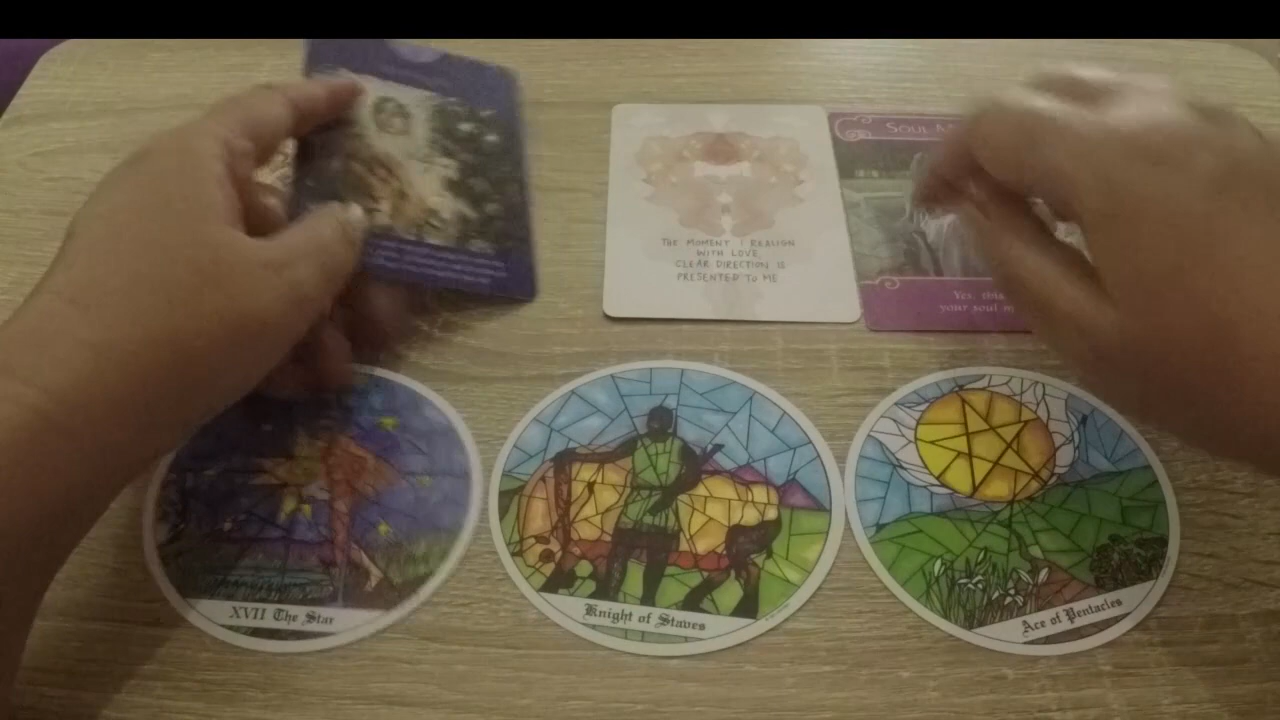 THE MOMENT I REALIGN
WITH LOVE,
CLEAR DIRECTION IS
PRESENTED TO ME
SOUL
Yes, this
your soul
XVII The Star
Knight of Staves
Ace of Pentacles